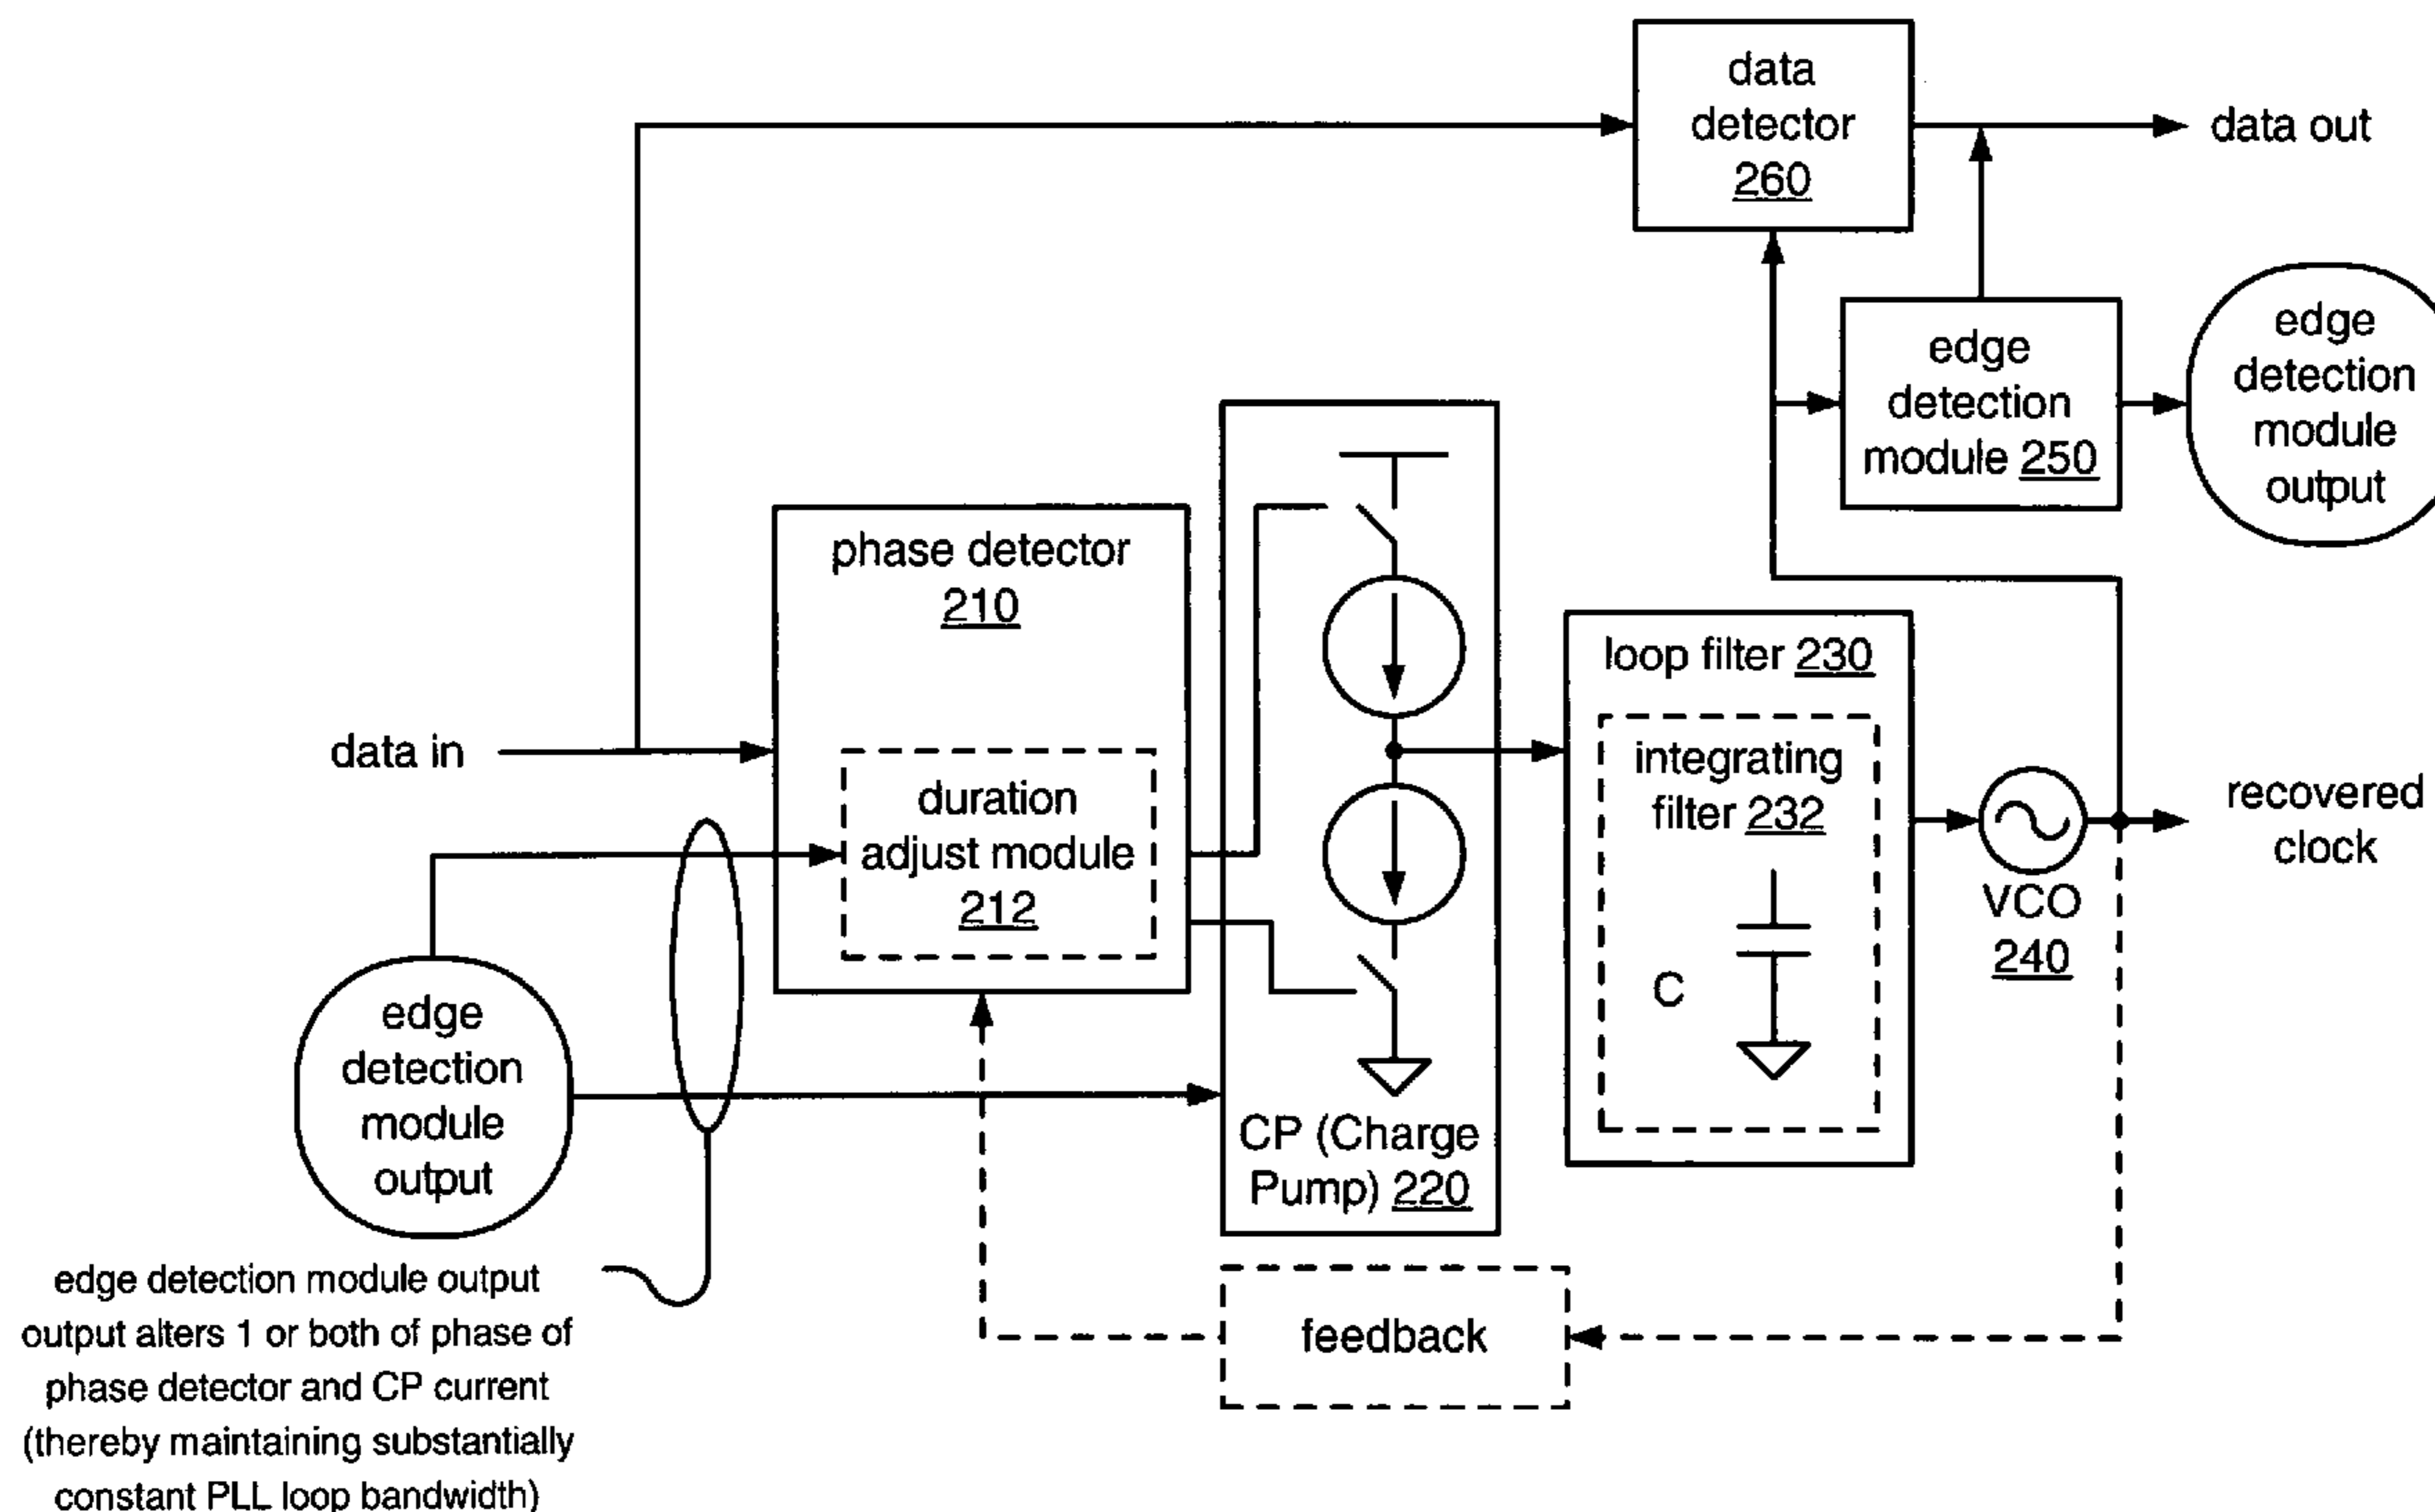 data
detector
260
data out
edge
detection
module 250
edge
detection
module
output
phase detector
210
data in
duration
adjust module
212
CP (Charge
Pump) 220
loop filter 230
integrating
filter 232
C
VCO
240
recovered
clock
edge
detection
module
output
feedback
edge detection module output
output alters 1 or both of phase of
phase detector and CP current
(thereby maintaining substantially
constant PLL loop bandwidth)